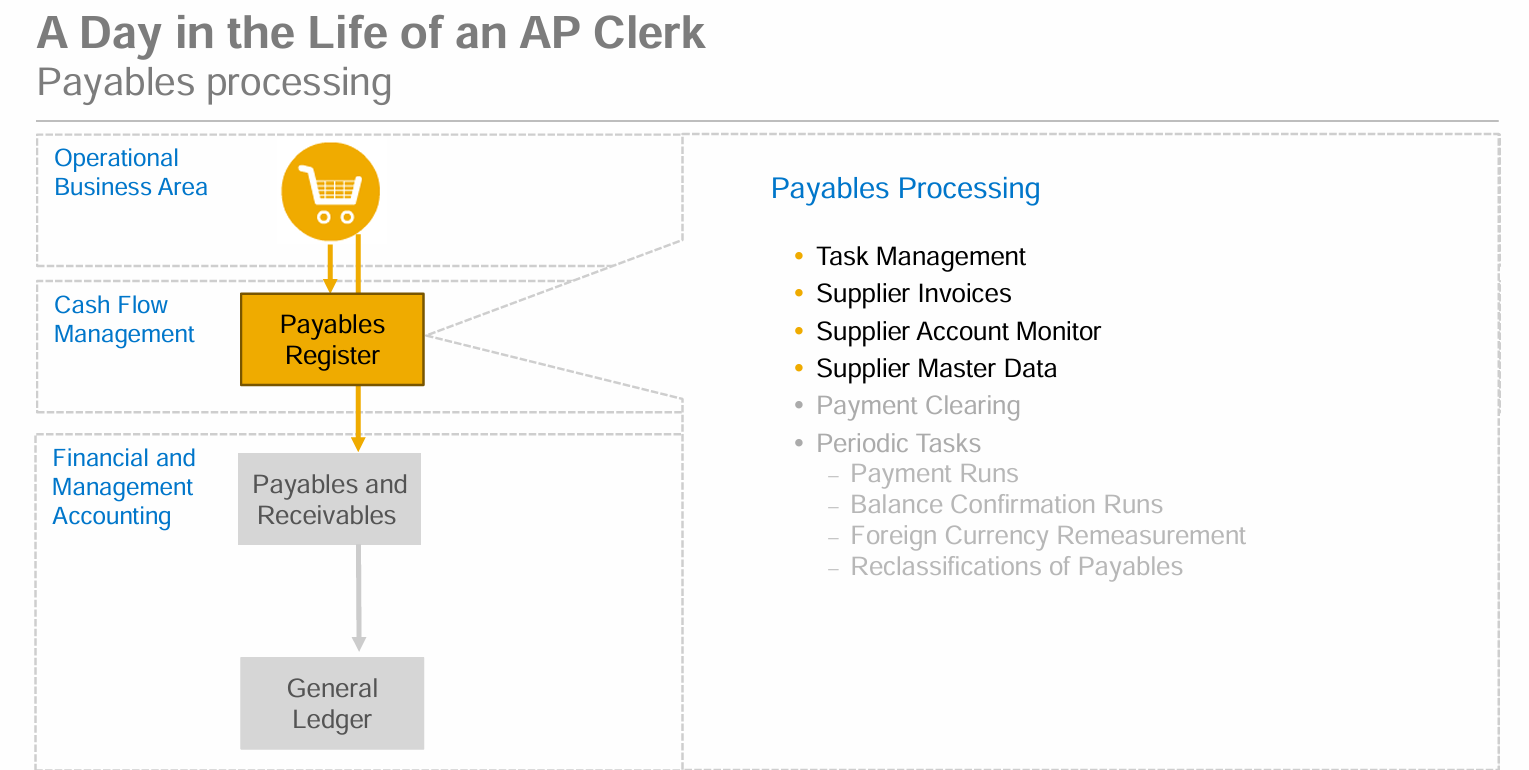 A Day in the Life of an AP Clerk
Payables processing
Operational
Business Area
Cash Flow
Management
Payables
Register
Financial and
Management
Accounting
Payables and
Receivables
General
Ledger
Payables Processing
• Task Management
• Supplier Invoices
• Supplier Account Monitor
• Supplier Master Data
• Payment Clearing
• Periodic Tasks
– Payment Runs
– Balance Confirmation Runs
– Foreign Currency Remeasurement
– Reclassifications of Payables